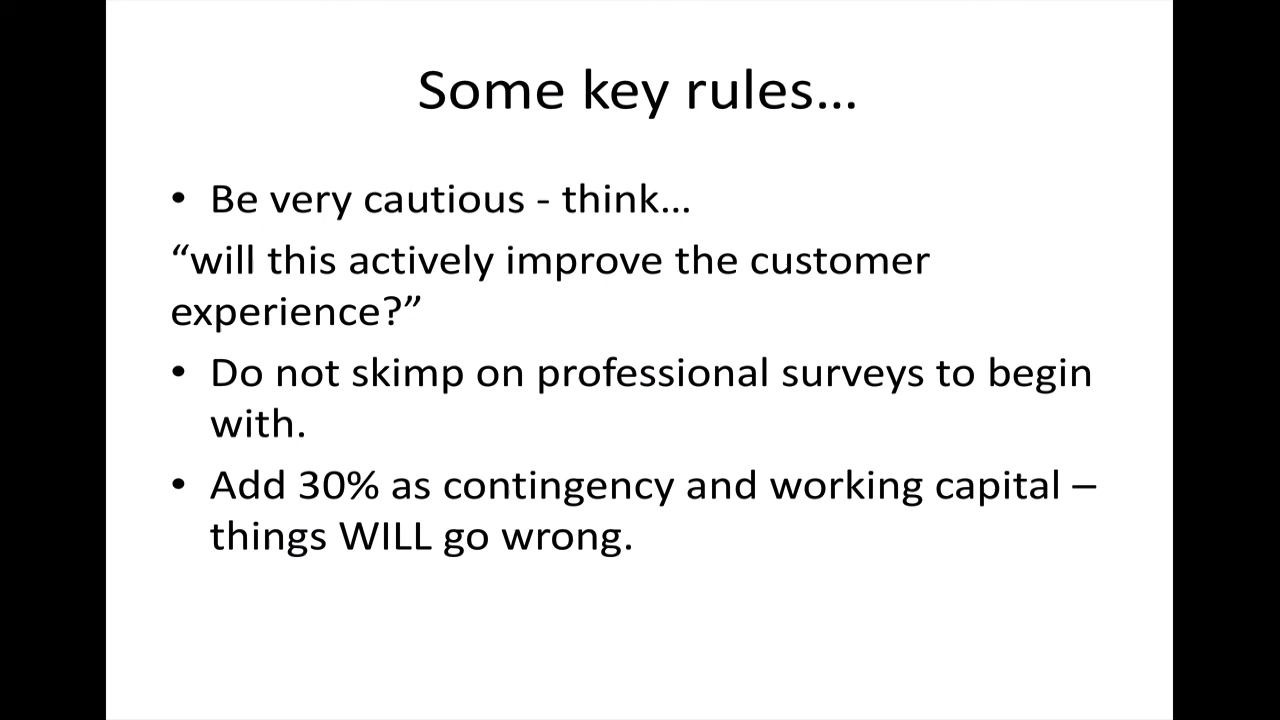 Some key rules…
• Be very cautious - think…
“will this actively improve the customer
experience?”
• Do not skimp on professional surveys to begin
with.
• Add 30% as contingency and working capital –
things WILL go wrong.